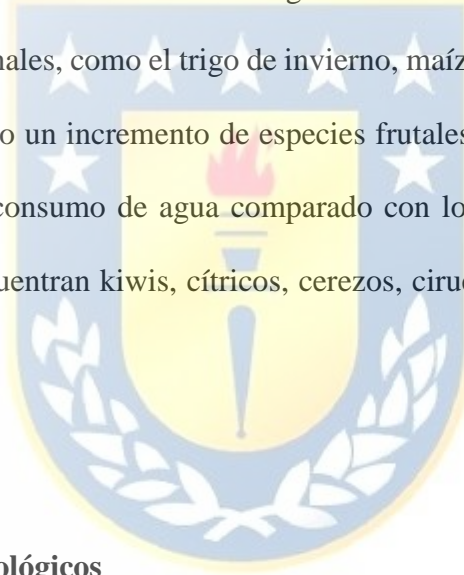 nales, como el trigo de invierno, maíz
o un incremento de especies frutales
consumo de agua comparado con lo
uentran kiwis, cítricos, cerezos, cirue
ológicos